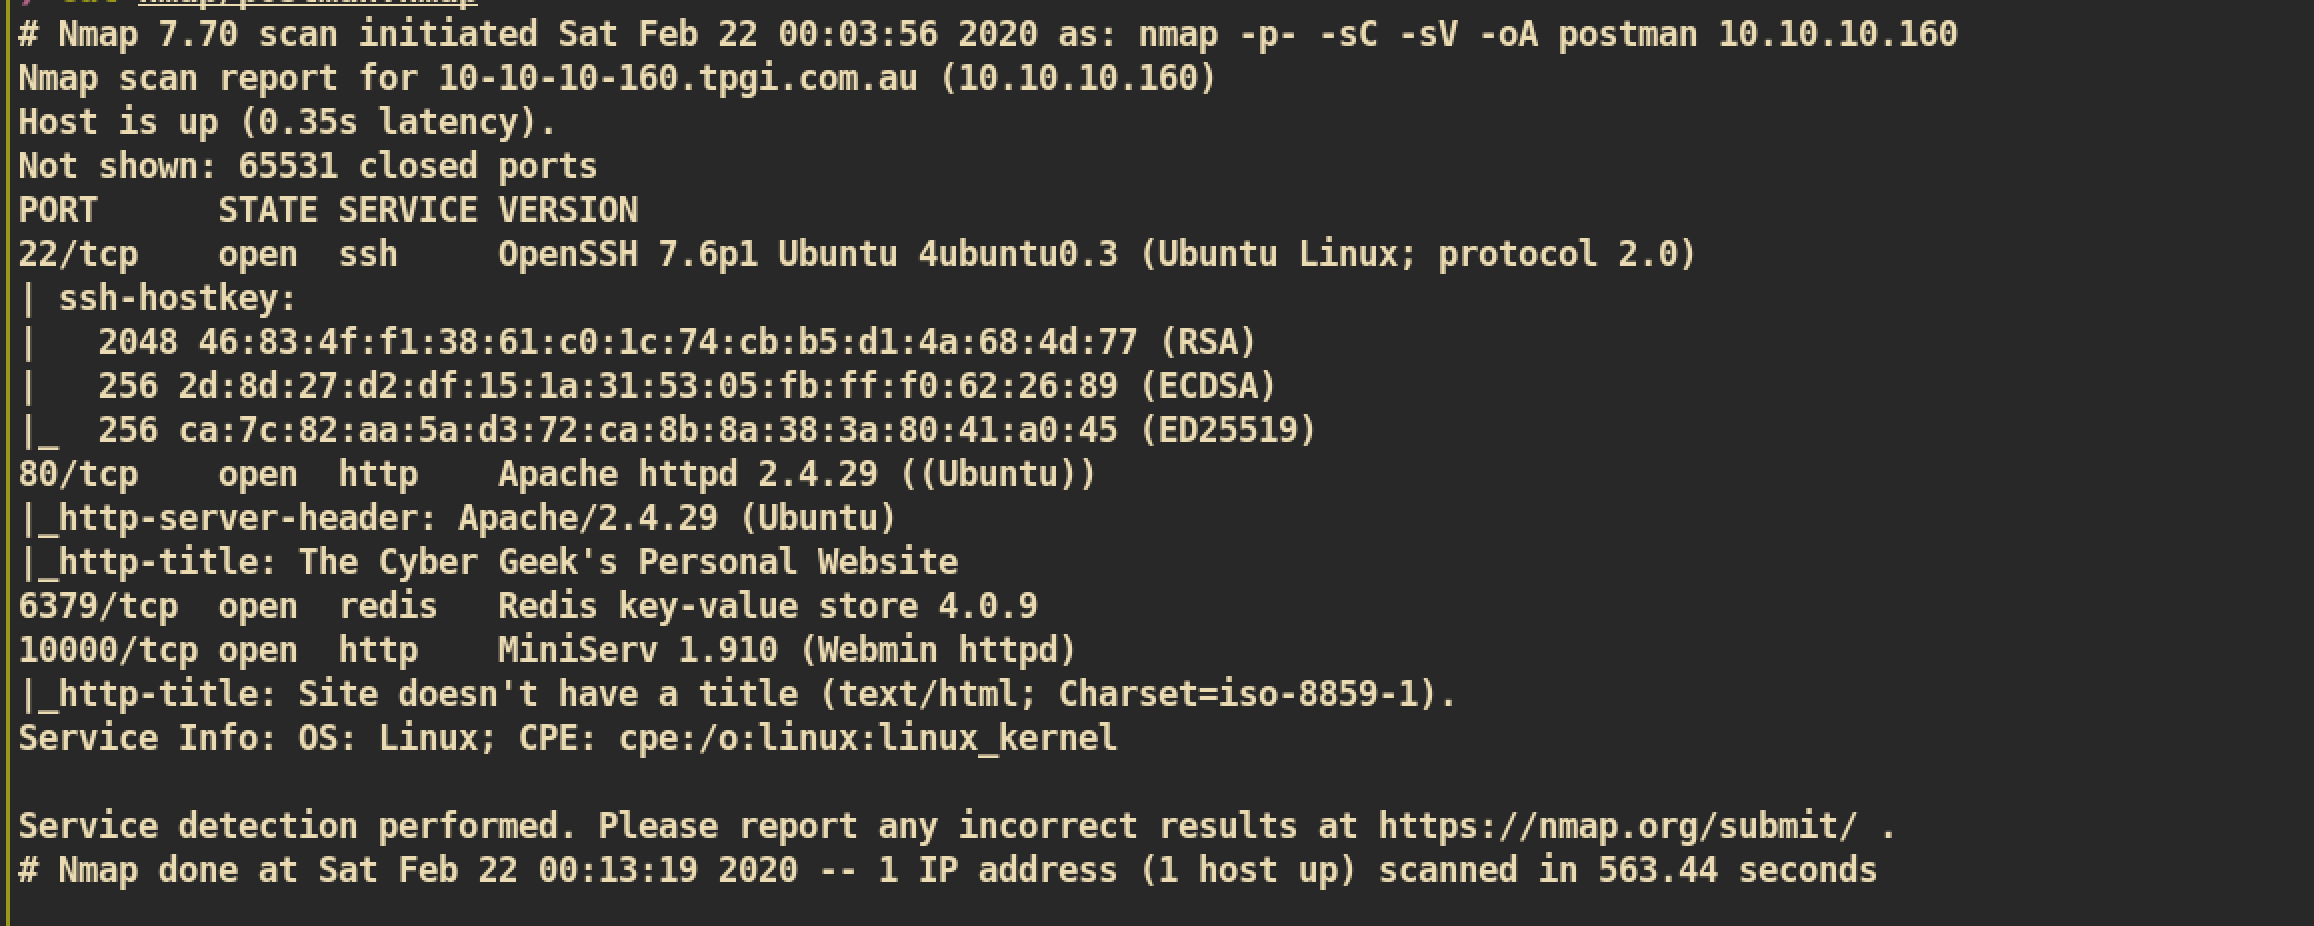 # Nmap 7.70 scan initiated Sat Feb 22 00:03:56 2020 as: nmap -p- -sC -sV -oA postman 10.10.10.160
Nmap scan report for 10-10-10-160.tpgi.com.au (10.10.10.160)
Host is up (0.35s latency).
Not shown: 65531 closed ports
PORT      STATE SERVICE VERSION
22/tcp    open  ssh     OpenSSH 7.6p1 Ubuntu 4ubuntu0.3 (Ubuntu Linux; protocol 2.0)
| ssh-hostkey:
|   2048 46:83:4f:f1:38:61:c0:1c:74:cb:b5:d1:4a:68:4d:77 (RSA)
|   256 2d:8d:27:d2:df:15:1a:31:53:05:fb:ff:f0:62:26:89 (ECDSA)
|_  256 ca:7c:82:aa:5a:d3:72:ca:8b:8a:38:3a:80:41:a0:45 (ED25519)
80/tcp    open  http    Apache httpd 2.4.29 ((Ubuntu))
|_http-server-header: Apache/2.4.29 (Ubuntu)
|_http-title: The Cyber Geek's Personal Website
6379/tcp  open  redis   Redis key-value store 4.0.9
10000/tcp open  http    MiniServ 1.910 (Webmin httpd)
|_http-title: Site doesn't have a title (text/html; Charset=iso-8859-1).
Service Info: OS: Linux; CPE: cpe:/o:linux:linux_kernel
Service detection performed. Please report any incorrect results at https://nmap.org/submit/ .
# Nmap done at Sat Feb 22 00:13:19 2020 -- 1 IP address (1 host up) scanned in 563.44 seconds